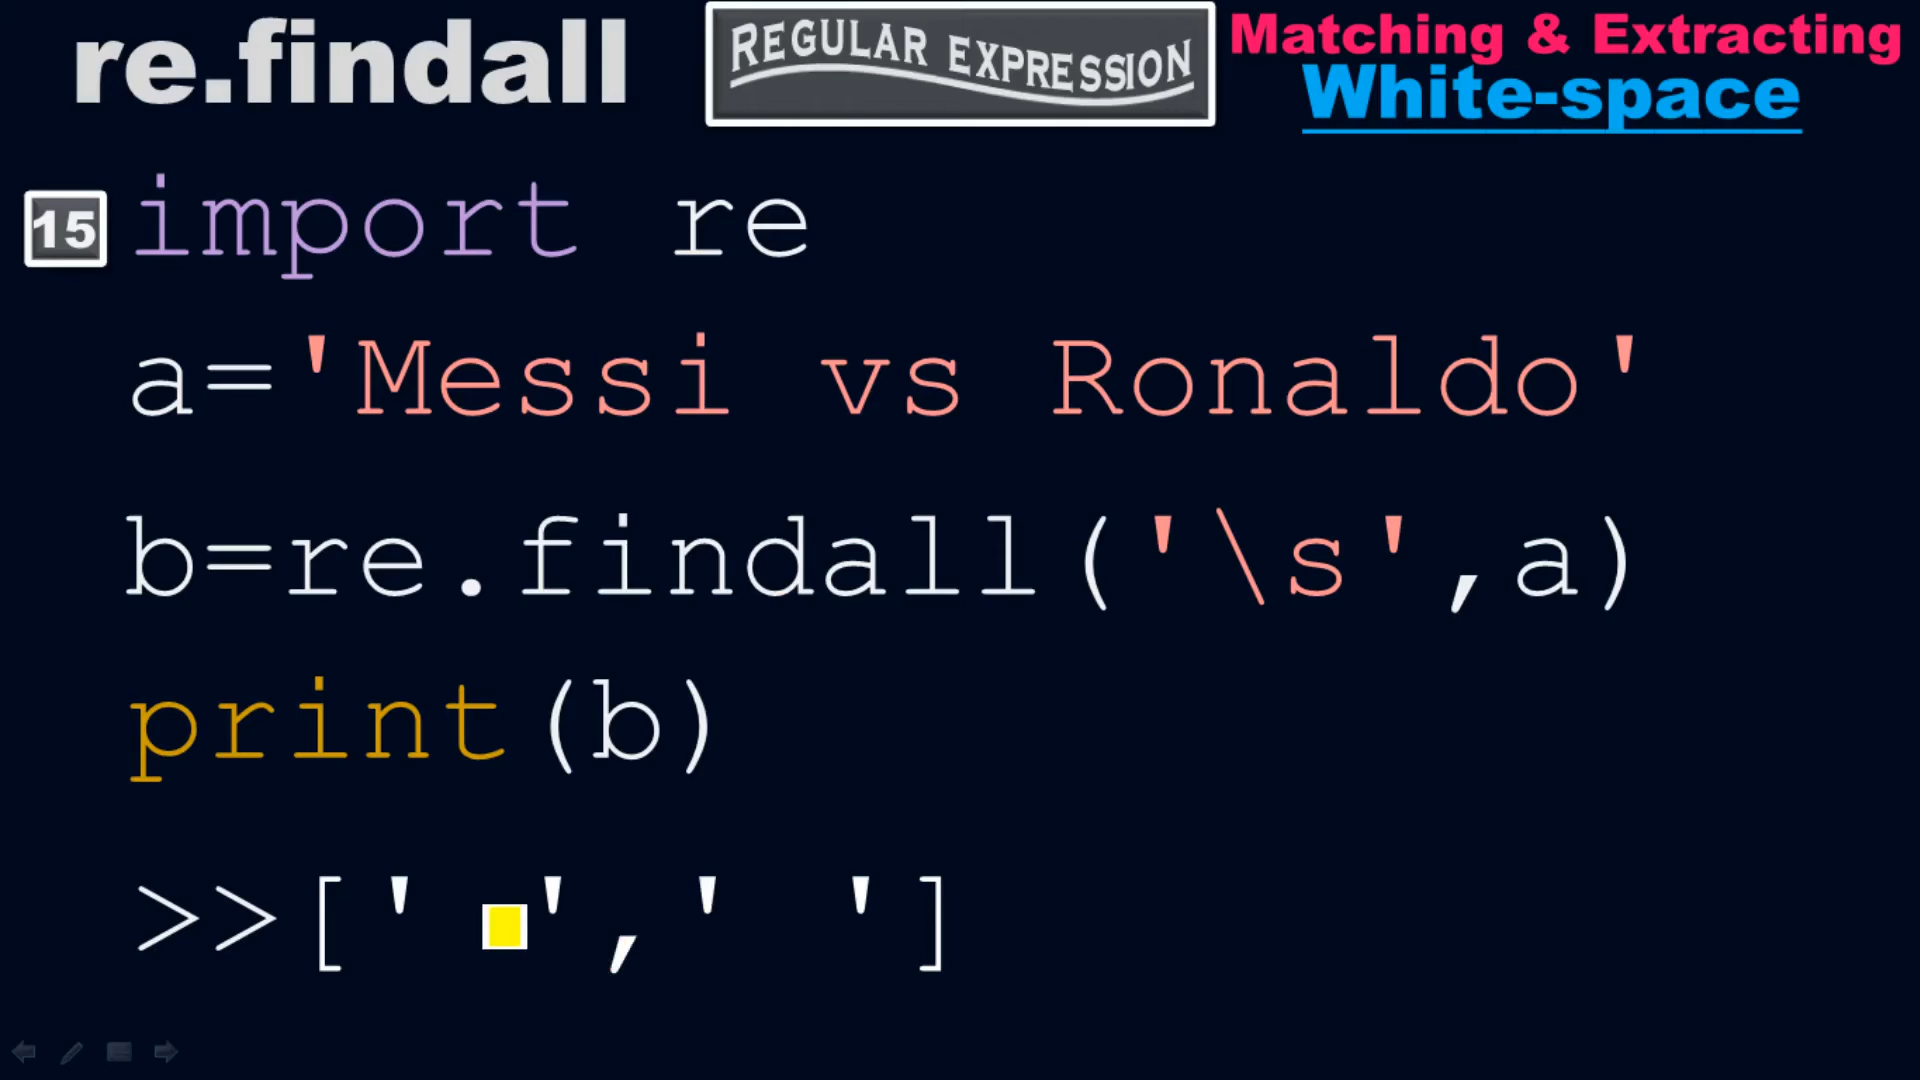 re.findall
REGULAR EXPRESSION
Matching & Extracting
White-space
15
import re
a='Messi vs Ronaldo'
b=re.findall('\s',a)
print(b)
>>[' ',' ']